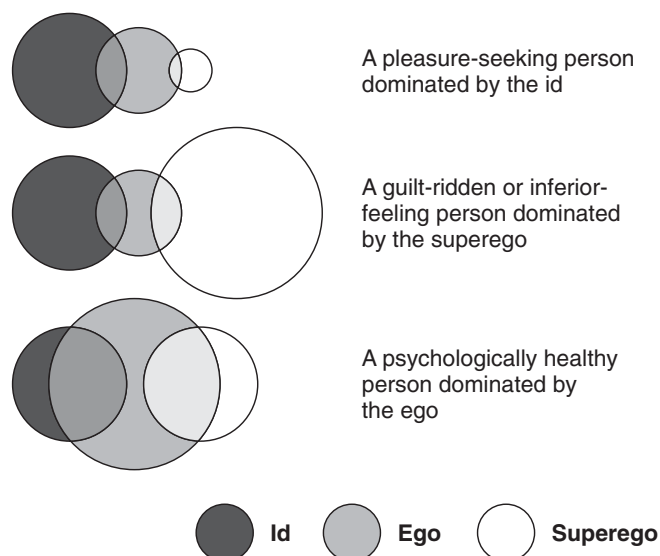 A pleasure-seeking person
dominated by the id
A guilt-ridden or inferior-
feeling person dominated
by the superego
A psychologically healthy
person dominated by
the ego
Id Ego Superego